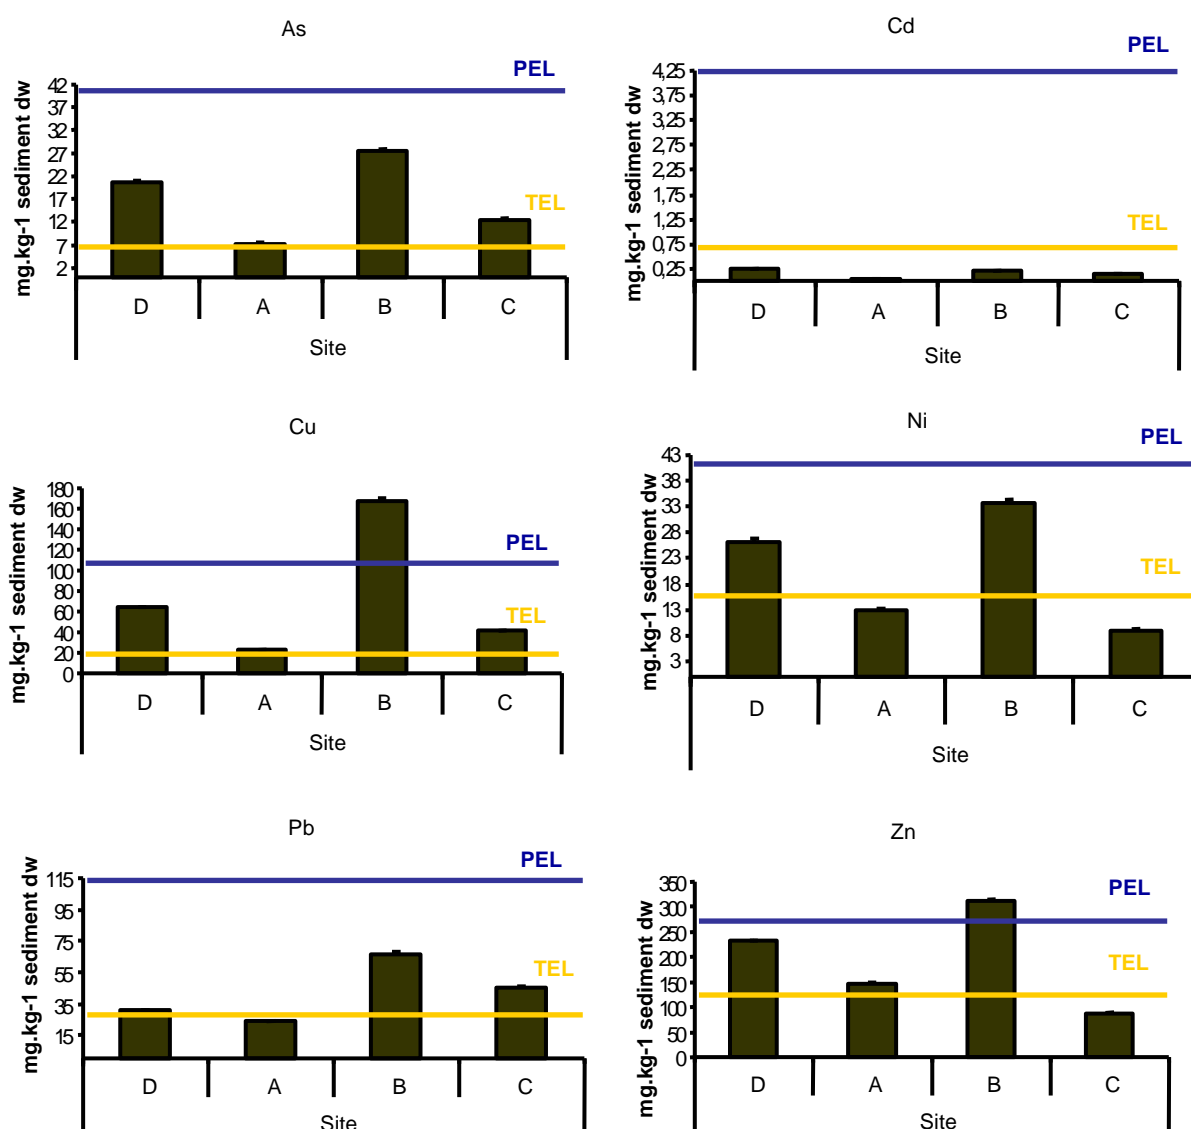 As
PEL
TEL
mg.kg-1 sediment dw
42
37
32
27
22
17
12
7
2
D A B C
Site
Cd
PEL
TEL
mg.kg-1 sediment dw
4,25
3,75
3,25
2,75
2,25
1,75
1,25
0,75
0,25
D A B C
Site
Cu
PEL
TEL
mg.kg-1 sediment dw
180
160
140
120
100
80
60
40
20
0
D A B C
Site
Ni
PEL
TEL
mg.kg-1 sediment dw
43
38
33
28
23
18
13
8
3
D A B C
Site
Pb
PEL
TEL
mg.kg-1 sediment dw
115
95
75
55
35
15
D A B C
Site
Zn
PEL
TEL
mg.kg-1 sediment dw
350
300
250
200
150
100
50
0
D A B C
Site